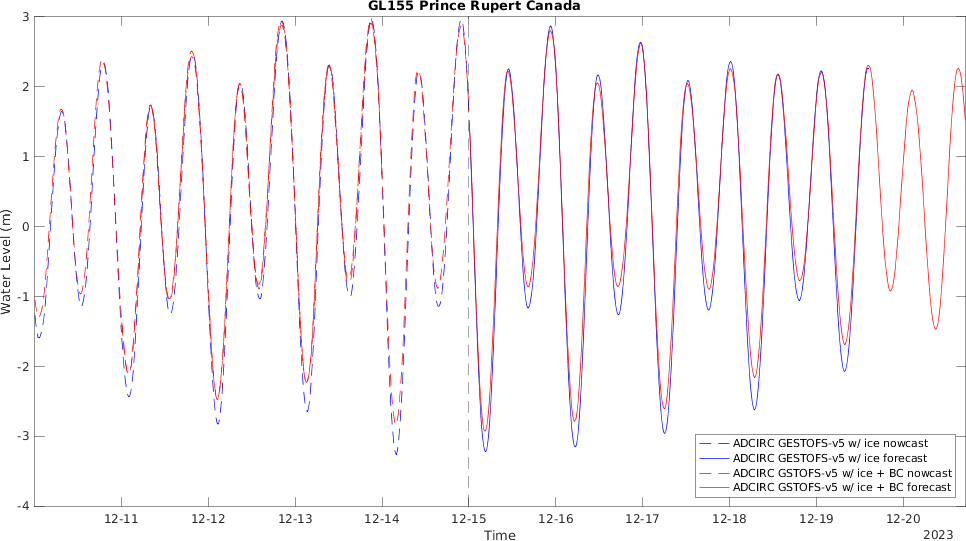 GL155 Prince Rupert Canada
3
2
1
0
-1
-2
-3
-4
Water Level (m)
ADCIRC GESTOFS-v5 w/ ice nowcast
ADCIRC GESTOFS-v5 w/ ice forecast
ADCIRC GSTOFS-v5 w/ ice + BC nowcast
ADCIRC GSTOFS-v5 w/ ice + BC forecast
12-11 12-12 12-13 12-14 12-15 12-16 12-17 12-18 12-19 12-20
Time
2023